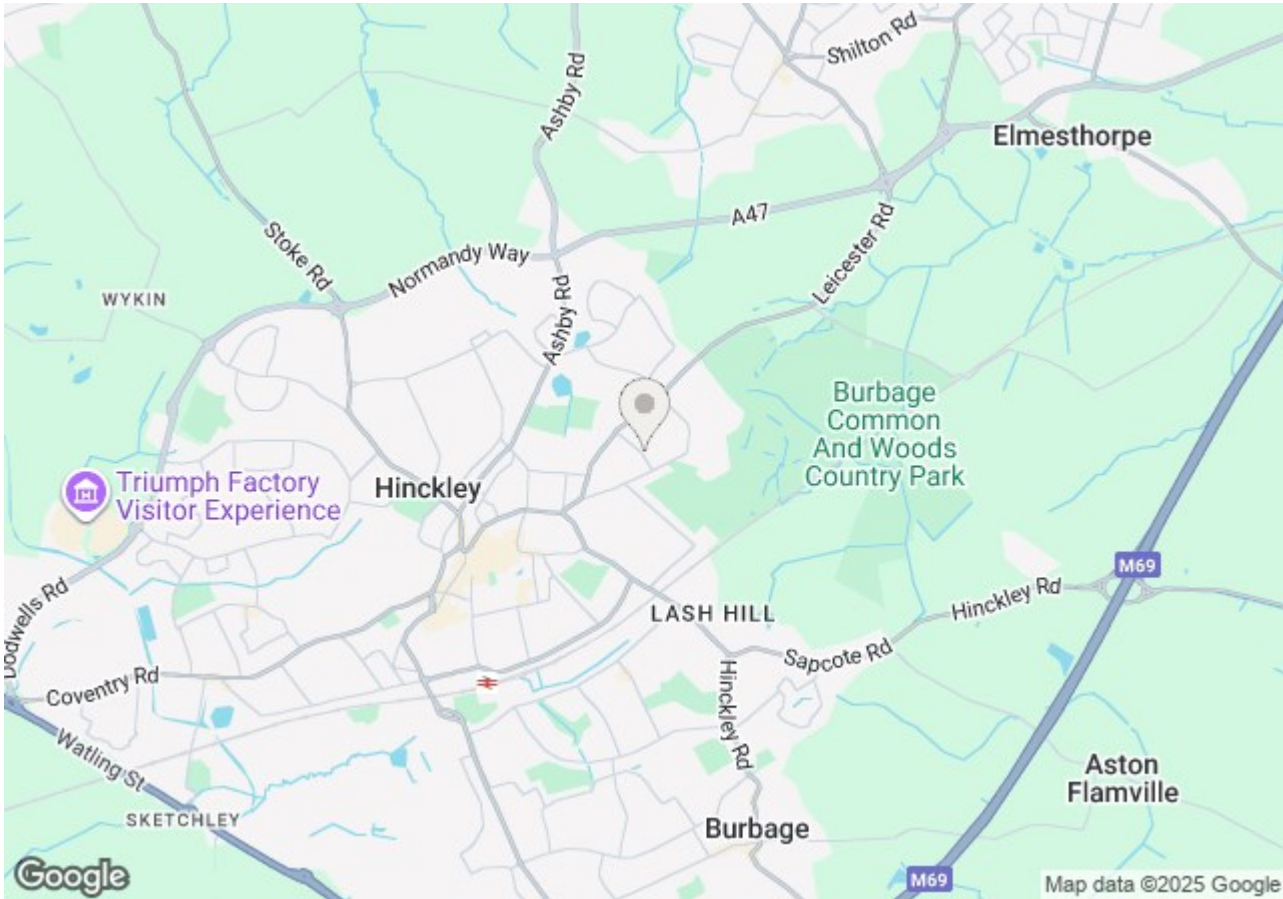 Shilton Rd
Ashby Rd
Elmesthorpe
A47
Stoke Rd
Normandy Way
Leicester Rd
WYKIN
Ashby Rd
Burbage
Common
And Woods
Country Park
Triumph Factory
Visitor Experience
Hinckley
M69
Dodwells Rd
LASH HILL
Hinckley Rd
Sapcote Rd
Coventry Rd
Hinckley Rd
Watling St
Aston
Flamville
SKETCHLEY
Burbage
Google
M69
Map data ©2025 Google